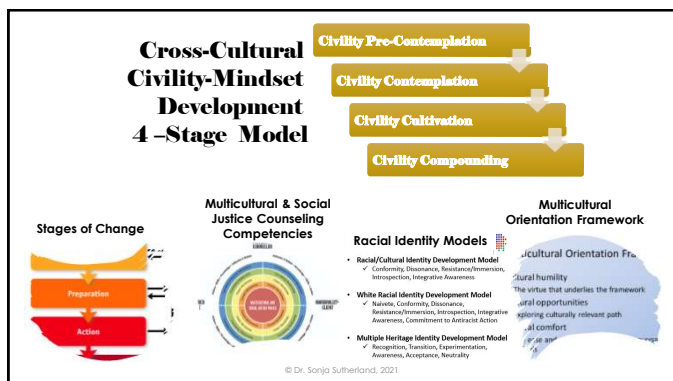 Cross-Cultural
Civility-Mindset
Development
4 –Stage Model
Civility Pre-Contemplation
Civility Contemplation
Civility Cultivation
Civility Compounding
Stages of Change
Preparation
Action
Multicultural & Social
Justice Counseling
Competencies
Racial Identity Models
• Racial/Cultural Identity Development Model
✓ Conformity, Dissonance, Resistance/Immersion,
Introspection, Integrative Awareness
• White Racial Identity Development Model
✓ Naivete, Conformity, Dissonance,
Resistance/Immersion, Introspection, Integrative
Awareness, Commitment to Antiracist Action
• Multiple Heritage Identity Development Model
✓ Recognition, Transition, Experimentation,
Awareness, Acceptance, Neutrality
Multicultural
Orientation Framework
Orientation
humility
The virtue that underlies the framework
opportunities
culturally relevant path
comfort
ease and
© Dr. Sonja Sutherland, 2021